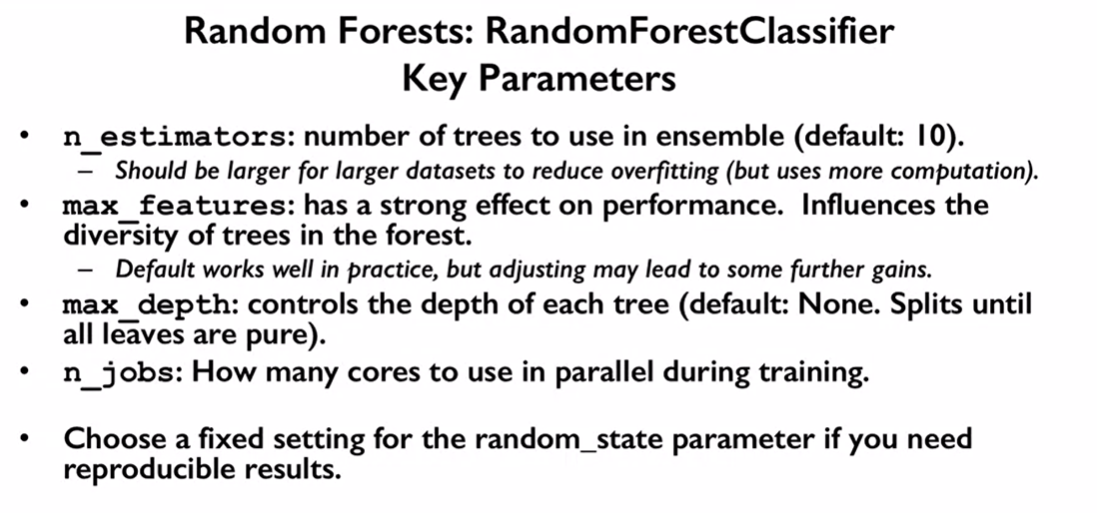 Random Forests: RandomForestClassifier
Key Parameters
• n_estimators: number of trees to use in ensemble (default: 10).
– Should be larger for larger datasets to reduce overfitting (but uses more computation).
• max_features: has a strong effect on performance. Influences the
diversity of trees in the forest.
– Default works well in practice, but adjusting may lead to some further gains.
• max_depth: controls the depth of each tree (default: None. Splits until
all leaves are pure).
• n_jobs: How many cores to use in parallel during training.
• Choose a fixed setting for the random_state parameter if you need
reproducible results.